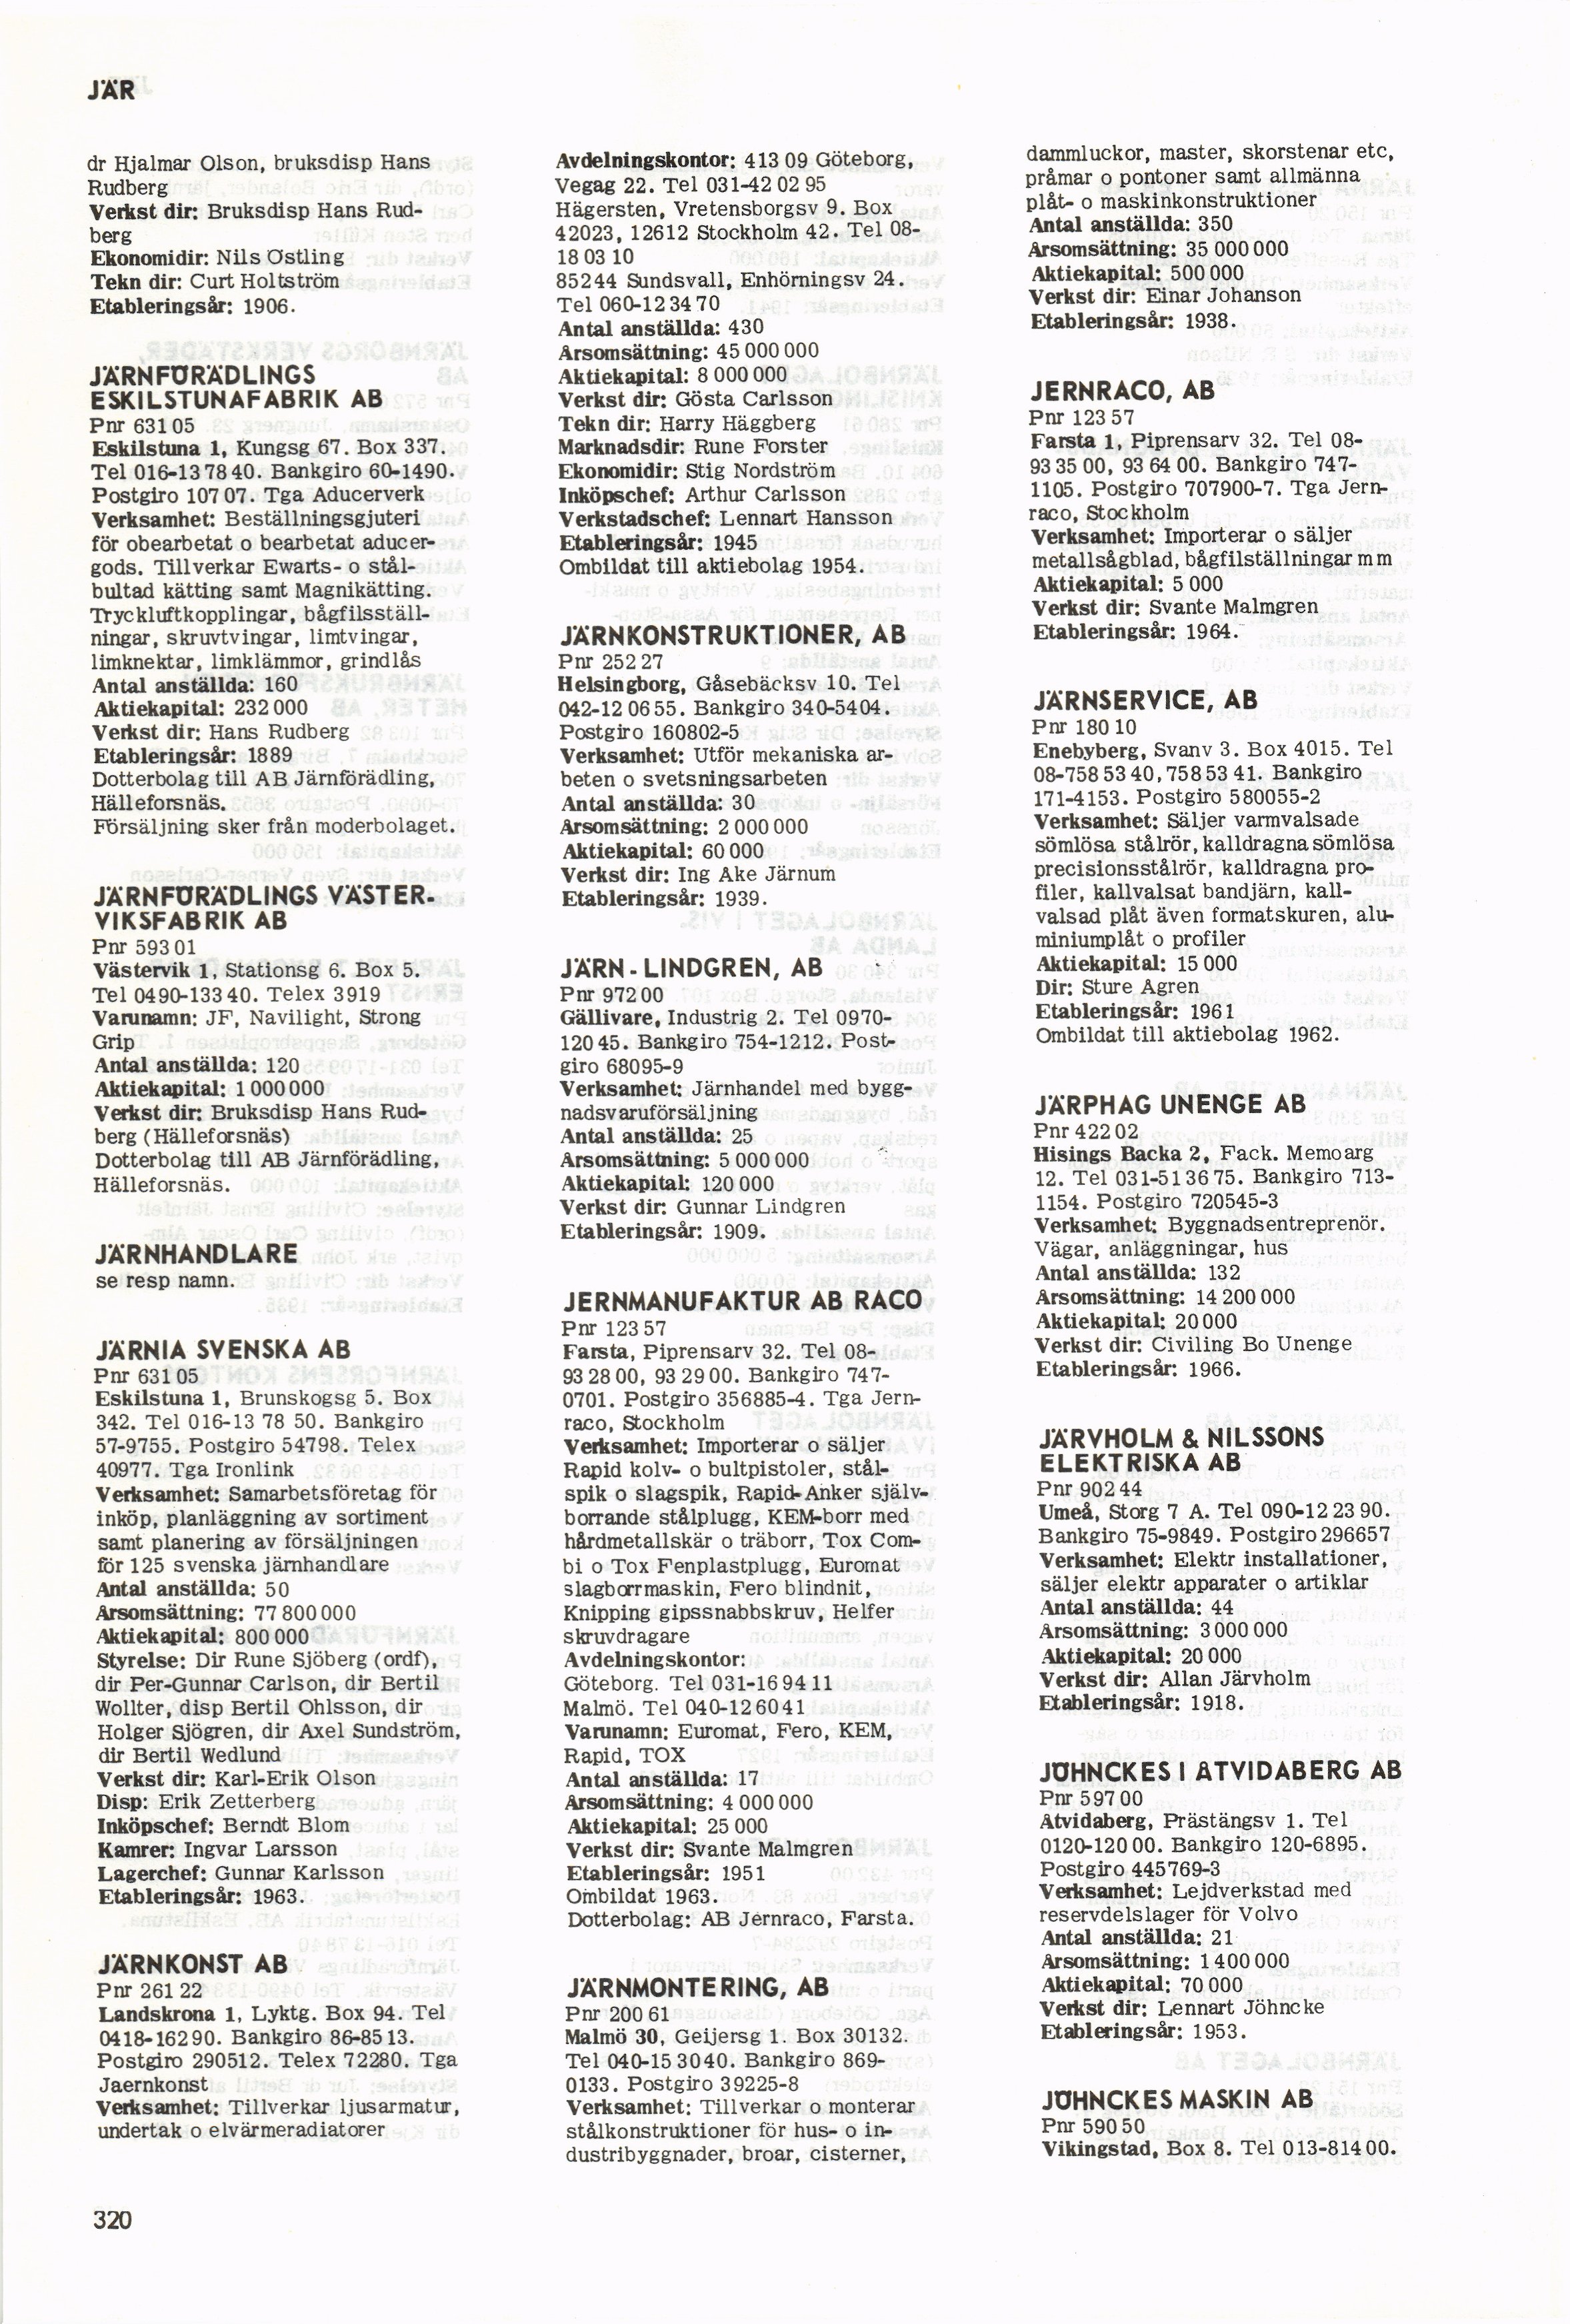 JÄR
dr Hjalmar Olson, bruksdisp Hans
Rudberg
Verkst dir: Bruksdisp Hans Rud-
berg
Ekonomidir: Nils Östling
Tekn dir: Curt Holtström
Etableringsår: 1906.
JÄRNFÖRÄDLINGS
ESKILSTUNAFABRIK AB
Pnr 631 05
Eskilstuna 1, Kungsg 67. Box 337.
Tel 016-13 78 40. Bankgiro 60-1490.
Postgiro 107 07. Tga Aducerverk
Verksamhet: Beställningsgjuteri
för obearbetat o bearbetat aducer-
gods. Tillverkar Ewarts- o stål-
bultad kätting samt Magnikätting.
Tryckluftkopplingar, bågfilsställ-
ningar, skruvtvingar, limtvingar,
limknektar, limklämmor, grindlås
Antal anställda: 160
Aktiekapital: 232 000
Verkst dir: Hans Rudberg
Etableringsår: 1889
Dotterbolag till AB Järnförädling,
Hälleforsnäs.
Försäljning sker från moderbolaget.
JÄRNFÖRÄDLINGS VÄSTER-
VIKSFABRIK AB
Pnr 593 01
Västervik 1, Stationsg 6. Box 5.
Tel 0490-133 40. Telex 3919
Varunamn: JF, Navilight, Strong
Grip
Antal anställda: 120
Aktiekapital: 1 000 000
Verkst dir: Bruksdisp Hans Rud-
berg (Hälleforsnäs)
Dotterbolag till AB Järnförädling,
Hälleforsnäs.
JÄRNHANDLARE
se resp namn.
JÄRNIA SVENSKA AB
Pnr 631 05
Eskilstuna 1, Brunskogsg 5. Box
342. Tel 016-13 78 50. Bankgiro
57-9755. Postgiro 54798. Telex
40977. Tga Ironlink
Verksamhet: Samarbetsföretag för
inköp, planläggning av sortiment
samt planering av försäljningen
för 125 svenska järnhandlare
Antal anställda: 50
Årsomsättning: 77 800 000
Aktiekapital: 800 000
Styrelse: Dir Rune Sjöberg (ordf),
dir Per-Gunnar Carlson, dir Bertil
Wollter, disp Bertil Ohlsson, dir
Holger Sjögren, dir Axel Sundström,
dir Bertil Wedlund
Verkst dir: Karl-Erik Olson
Disp: Erik Zetterberg
Inköpschef: Berndt Blom
Kamrer: Ingvar Larsson
Lagerchef: Gunnar Karlsson
Etableringsår: 1963.
JÄRNKONST AB
Pnr 261 22
Landskrona 1, Lyktg. Box 94. Tel
0418-162 90. Bankgiro 86-8513.
Postgiro 290512. Telex 72280. Tga
Jaernkonst
Verksamhet: Tillverkar ljusarmatur,
undertak o elvärmeradiatorer
Avdelningskontor: 413 09 Göteborg,
Vegag 22. Tel 031-42 02 95
Hägersten, Vretensborgsv 9. Box
42023, 12612 Stockholm 42. Tel 08-
18 03 10
85244 Sundsvall, Enhörningsv 24.
Tel 060-12 34 70
Antal anställda: 430
Årsomsättning: 45 000 000
Aktiekapital: 8 000 000
Verkst dir: Gösta Carlsson
Tekn dir: Harry Häggberg
Marknadsdir: Rune Forster
Ekonomidir: Stig Nordström
Inköpschef: Arthur Carlsson
Verkstadschef: Lennart Hansson
Etableringsår: 1945
Ombildat till aktiebolag 1954.
JÄRNKONSTRUKTIONER, AB
Pnr 252 27
Helsingborg, Gåsebäcksv 10. Tel
042-12 06 55. Bankgiro 340-5404.
Postgiro 160802-5
Verksamhet: Utför mekaniska ar-
beten o svetsningsarbeten
Antal anställda: 30
Årsomsättning: 2 000 000
Aktiekapital: 60 000
Verkst dir: Ing Åke Järnum
Etableringsår: 1939.
JÄRN-LINDGREN, AB
Pnr 972 00
Gällivare, Industrig 2. Tel 0970-
120 45. Bankgiro 754-1212. Post-
giro 68095-9
Verksamhet: Järnhandel med bygg-
nadsvaruförsäljning
Antal anställda: 25
Årsomsättning: 5 000 000
Aktiekapital: 120 000
Verkst dir: Gunnar Lindgren
Etableringsår: 1909.
JERNMANUFAKTUR AB RACO
Pnr 123 57
Farsta, Piprensarv 32. Tel 08-
93 28 00, 93 29 00. Bankgiro 747-
0701. Postgiro 356885-4. Tga Jern-
raco, Stockholm
Verksamhet: Importerar o säljer
Rapid kolv- o bultpistoler, stål-
spik o slagspik, Rapid-Anker själv-
borrande stålplugg, KEM-borr med
hårdmetallskär o träborr, Tox Com-
bi o Tox Fenplastplugg, Euromat
slagborrmaskin, Fero blindnit,
Knipping gipssnabbskruv, Helfer
skruvdragare
Avdelningskontor:
Göteborg. Tel 031-16 94 11
Malmö. Tel 040-12 60 41
Varunamn: Euromat, Fero, KEM,
Rapid, TOX
Antal anställda: 17
Årsomsättning: 4 000 000
Aktiekapital: 25 000
Verkst dir: Svante Malmgren
Etableringsår: 1951
Ombildat 1963.
Dotterbolag: AB Jernraco, Farsta.
JÄRNMONTERING, AB
Pnr 200 61
Malmö 30, Geijersg 1. Box 30132.
Tel 040-15 30 40. Bankgiro 869-
0133. Postgiro 39225-8
Verksamhet: Tillverkar o monterar
stålkonstruktioner för hus- o in-
dustribyggnader, broar, cisterner,
dammluckor, master, skorstenar etc,
pråmar o pontoner samt allmänna
plåt- o maskinkonstruktioner
Antal anställda: 350
Årsomsättning: 35 000 000
Aktiekapital: 500 000
Verkst dir: Einar Johanson
Etableringsår: 1938.
JERNRACO, AB
Pnr 123 57
Farsta 1, Piprensarv 32. Tel 08-
93 35 00, 93 64 00. Bankgiro 747-
1105. Postgiro 707900-7. Tga Jern-
raco, Stockholm
Verksamhet: Importerar o säljer
metallsågblad, bågfilställningar m m
Aktiekapital: 5 000
Verkst dir: Svante Malmgren
Etableringsår: 1964.
JÄRNSERVICE, AB
Pnr 180 10
Enebyberg, Svanv 3. Box 4015. Tel
08-758 53 40, 758 53 41. Bankgiro
171-4153. Postgiro 580055-2
Verksamhet: Säljer varmvalsade
sömlösa stålrör, kalldragna sömlösa
precisionsstålrör, kalldragna pro-
filer, kallvalsat bandjärn, kall-
valsad plåt även formatskuren, alu-
miniumplåt o profiler
Aktiekapital: 15 000
Dir: Sture Ågren
Etableringsår: 1961
Ombildat till aktiebolag 1962.
JÄRPHAG UNENGE AB
Pnr 422 02
Hisings Backa 2, Fack. Memoarg
12. Tel 031-51 36 75. Bankgiro 713-
1154. Postgiro 720545-3
Verksamhet: Byggnadsentreprenör.
Vägar, anläggningar, hus
Antal anställda: 132
Årsomsättning: 14 200 000
Aktiekapital: 20 000
Verkst dir: Civiling Bo Unenge
Etableringsår: 1966.
JÄRVHOLM & NILSSONS
ELEKTRISKA AB
Pnr 902 44
Umeå, Storg 7 A. Tel 090-12 23 90.
Bankgiro 75-9849. Postgiro 296657
Verksamhet: Elektr installationer,
säljer elektr apparater o artiklar
Antal anställda: 44
Årsomsättning: 3 000 000
Aktiekapital: 20 000
Verkst dir: Allan Järvholm
Etableringsår: 1918.
JÖHNCKES I ÅTVIDABERG AB
Pnr 597 00
Åtvidaberg, Prästängsv 1. Tel
0120-120 00. Bankgiro 120-6895.
Postgiro 445769-3
Verksamhet: Lejdverkstad med
reservdelslager för Volvo
Antal anställda: 21
Årsomsättning: 1 400 000
Aktiekapital: 70 000
Verkst dir: Lennart Jöhncke
Etableringsår: 1953.
JÖHNCKES MASKIN AB
Pnr 590 50
Vikingstad, Box 8. Tel 013-814 00.
320